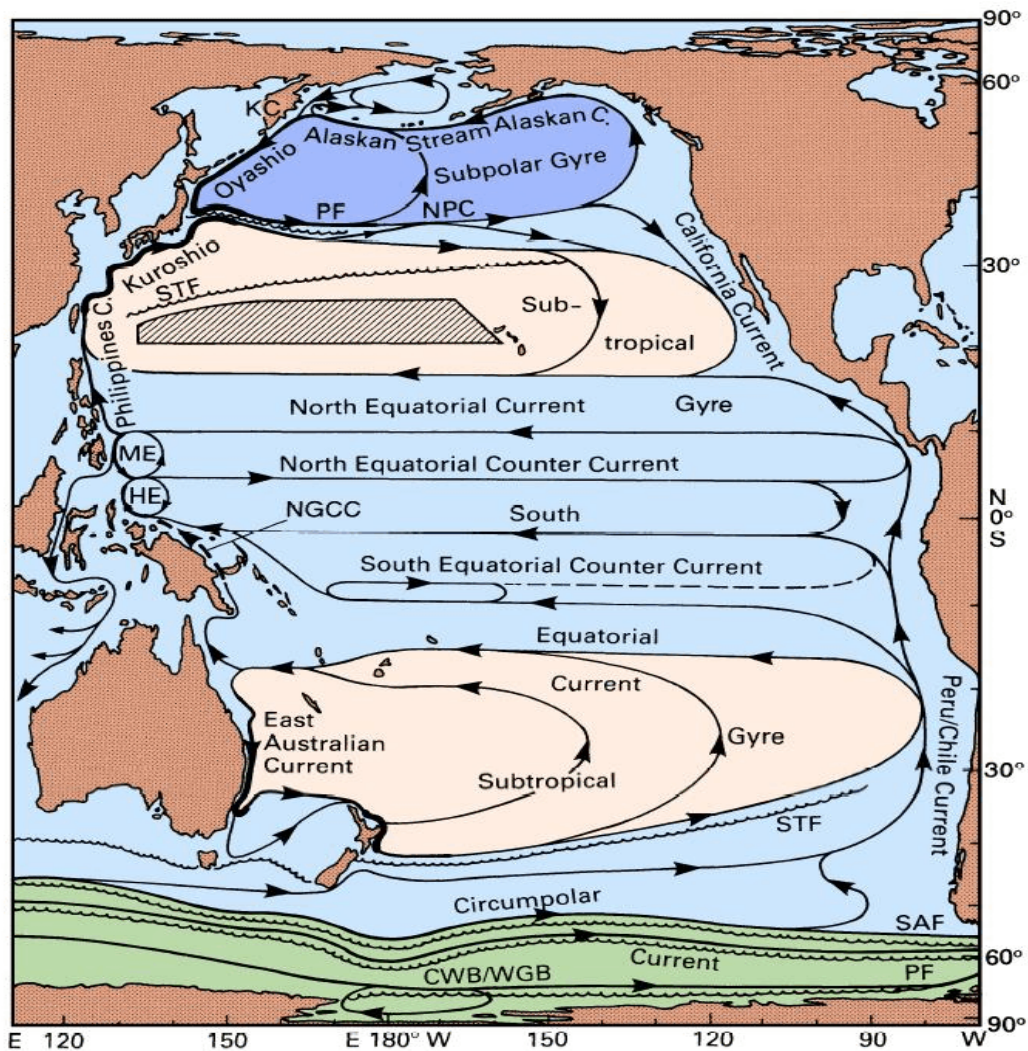 90°
60°
KC
Alaskan Stream
Alaskan C.
Oyashio
Subpolar Gyre
PF
NPC
Kuroshio
STF
California Current
30°
Philippines C.
Sub-
tropical
North Equatorial Current
Gyre
ME
North Equatorial Counter Current
HE
NGCC
South
N
0°
S
South Equatorial Counter Current
Equatorial
Current
East
Australian
Current
Gyre
Subtropical
Peru/Chile Current
30°
STF
Circumpolar
SAF
Current
60°
CWB/WGB
PF
90°
E 120 150 E 180° W 150 120 90 W